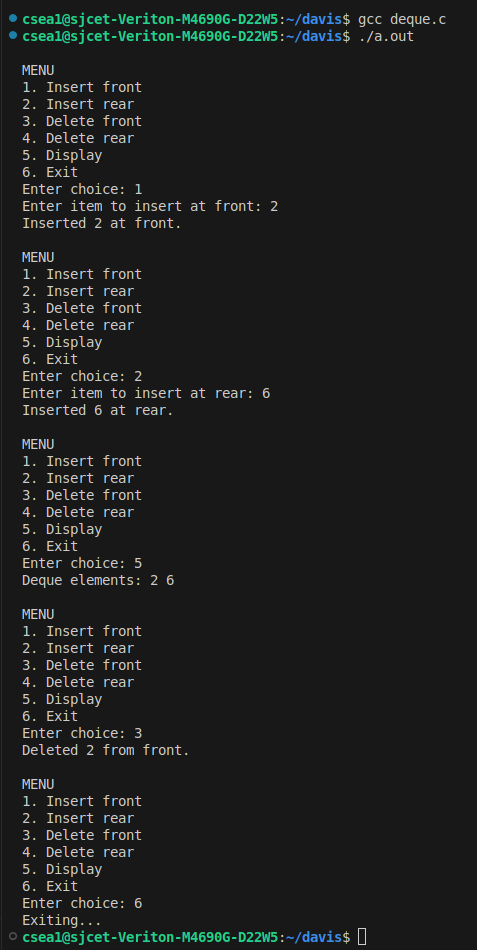 csea1@sjcet-Veriton-M4690G-D22W5:~/davis$ gcc deque.c
csea1@sjcet-Veriton-M4690G-D22W5:~/davis$ ./a.out
MENU
1. Insert front
2. Insert rear
3. Delete front
4. Delete rear
5. Display
6. Exit
Enter choice: 1
Enter item to insert at front: 2
Inserted 2 at front.
MENU
1. Insert front
2. Insert rear
3. Delete front
4. Delete rear
5. Display
6. Exit
Enter choice: 2
Enter item to insert at rear: 6
Inserted 6 at rear.
MENU
1. Insert front
2. Insert rear
3. Delete front
4. Delete rear
5. Display
6. Exit
Enter choice: 5
Deque elements: 2 6
MENU
1. Insert front
2. Insert rear
3. Delete front
4. Delete rear
5. Display
6. Exit
Enter choice: 3
Deleted 2 from front.
MENU
1. Insert front
2. Insert rear
3. Delete front
4. Delete rear
5. Display
6. Exit
Enter choice: 6
Exiting...
csea1@sjcet-Veriton-M4690G-D22W5:~/davis$